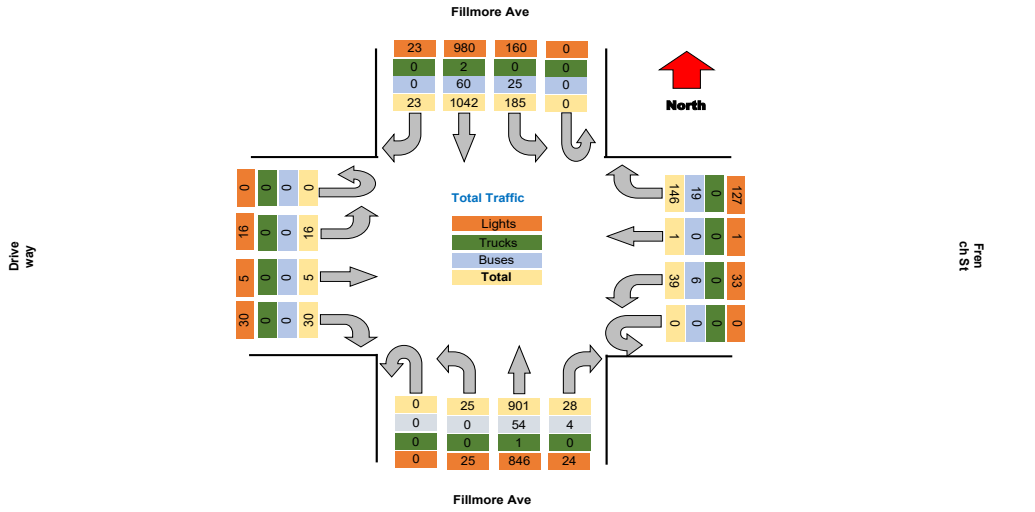 Fillmore Ave
23 980 160 0
0 2 0 0
0 60 25 0
23 1042 185 0
North
0 0 0 0
16 0 0 16
5 0 0 5
30 0 0 30
Drive
way
Total Traffic
Lights
Trucks
Buses
Total
146 19 0 127
1 0 0 1
39 6 0 33
0 0 0 0
Fren
ch St
0 25 901 28
0 0 54 4
0 0 1 0
0 25 846 24
Fillmore Ave